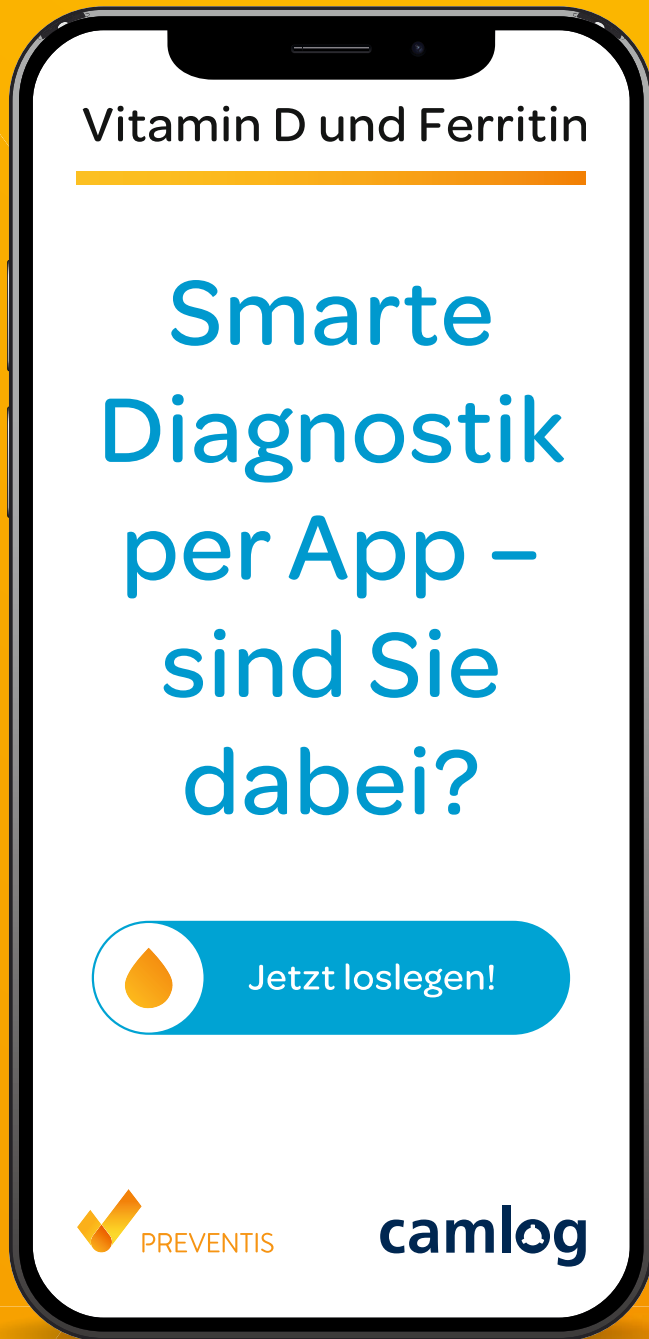 Vitamin D und Ferritin
Smarte
Diagnostik
per App –
sind Sie
dabei?
Jetzt loslegen!
PREVENTIS
camlog